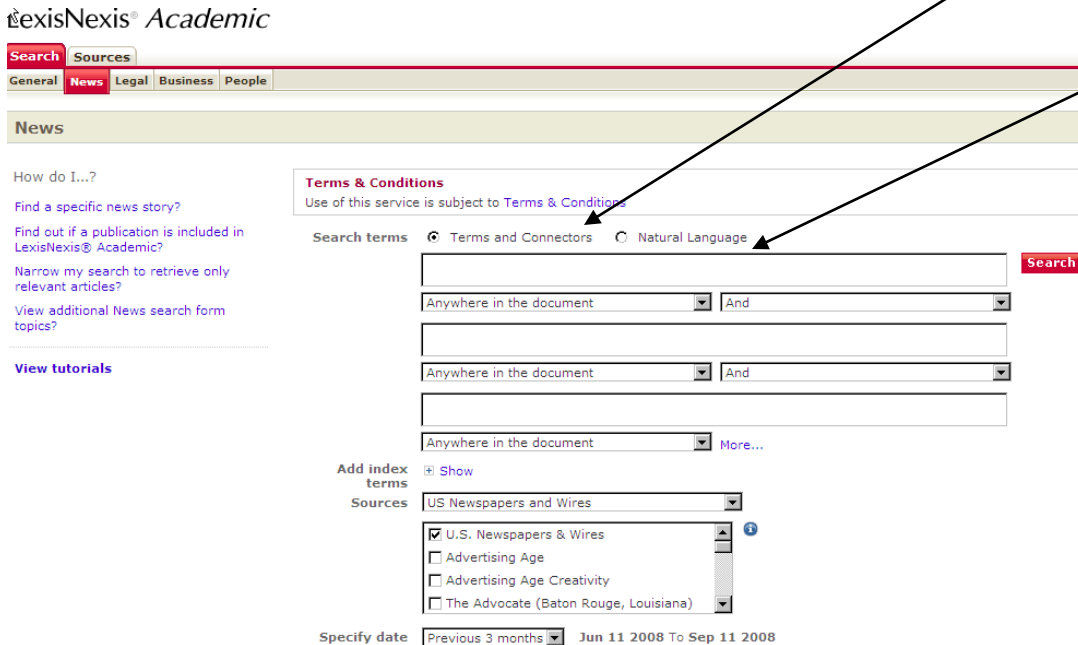 LexisNexis® Academic
Search Sources
General News Legal Business People
News
How do I...?
Find a specific news story?
Find out if a publication is included in
LexisNexis® Academic?
Narrow my search to retrieve only
relevant articles?
View additional News search form
topics?
View tutorials
Terms & Conditions
Use of this service is subject to Terms & Conditions
Search terms Terms and Connectors Natural Language
Search
Anywhere in the document And
Anywhere in the document And
Anywhere in the document More...
Add index Show
terms
Sources US Newspapers and Wires
U.S. Newspapers & Wires
Advertising Age
Advertising Age Creativity
The Advocate (Baton Rouge, Louisiana)
Specify date Previous 3 months Jun 11 2008 To Sep 11 2008